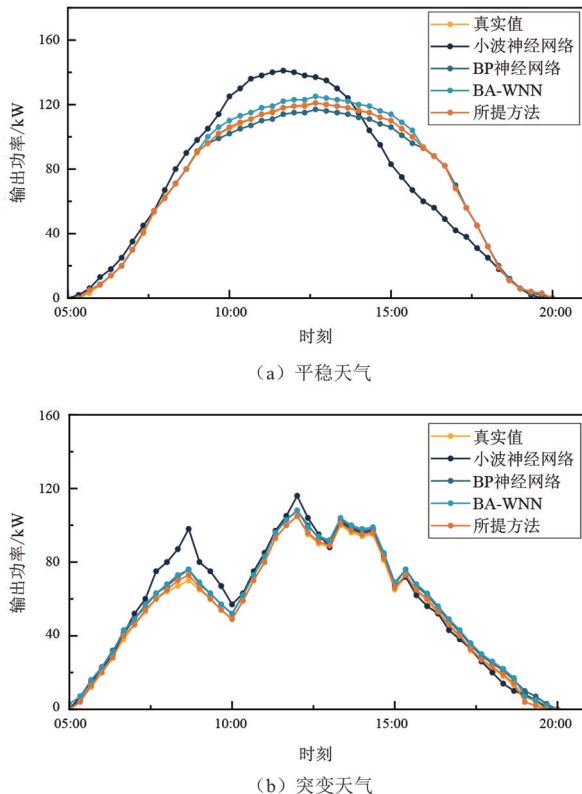 160
120
80
40
0
输出功率/kW
真实值
小波神经网络
BP神经网络
BA-WNN
所提方法
05:00
10:00
15:00
20:00
时刻
（a）平稳天气
160
120
80
40
0
输出功率/kW
真实值
小波神经网络
BP神经网络
BA-WNN
所提方法
05:00
10:00
15:00
20:00
时刻
（b）突变天气